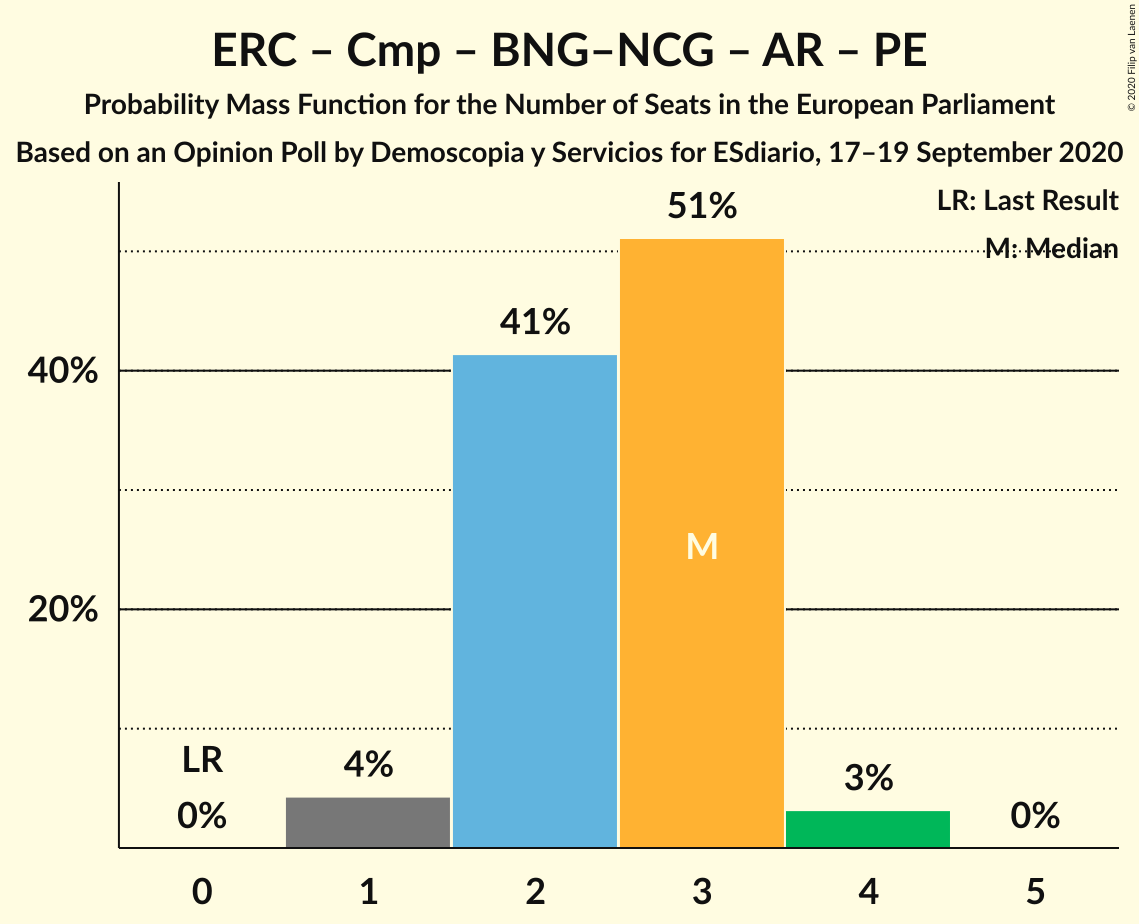 ERC – Cmp – BNG–NCG – AR – PE
Probability Mass Function for the Number of Seats in the European Parliament
Based on an Opinion Poll by Demoscopia y Servicios for ESdiario, 17–19 September 2020
© 2020 Filip van Laenen
LR: Last Result
M: Median
51%
41%
40%
M
20%
LR
4%
3%
0%
0%
0 1 2 3 4 5